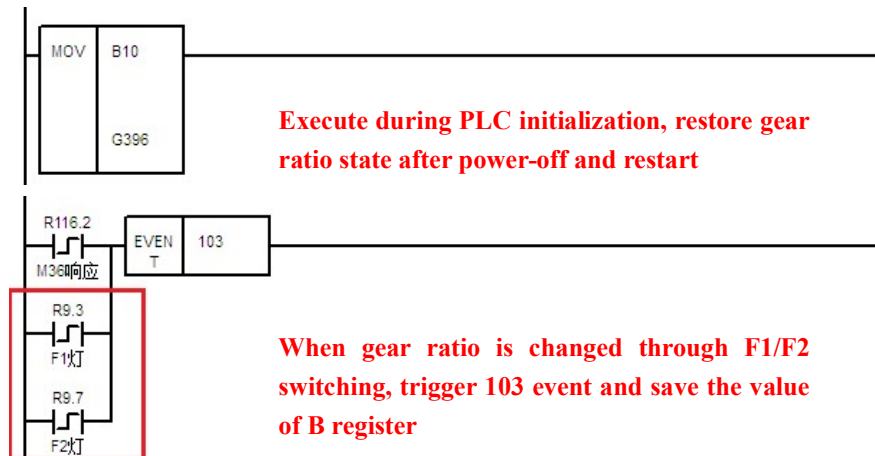 MOV B10
G396
Execute during PLC initialization, restore gear
ratio state after power-off and restart
R116.2
EVEN
T
103
M36响应
R9.3
F1灯
When gear ratio is changed through F1/F2
switching, trigger 103 event and save the value
of B register
R9.7
F2灯